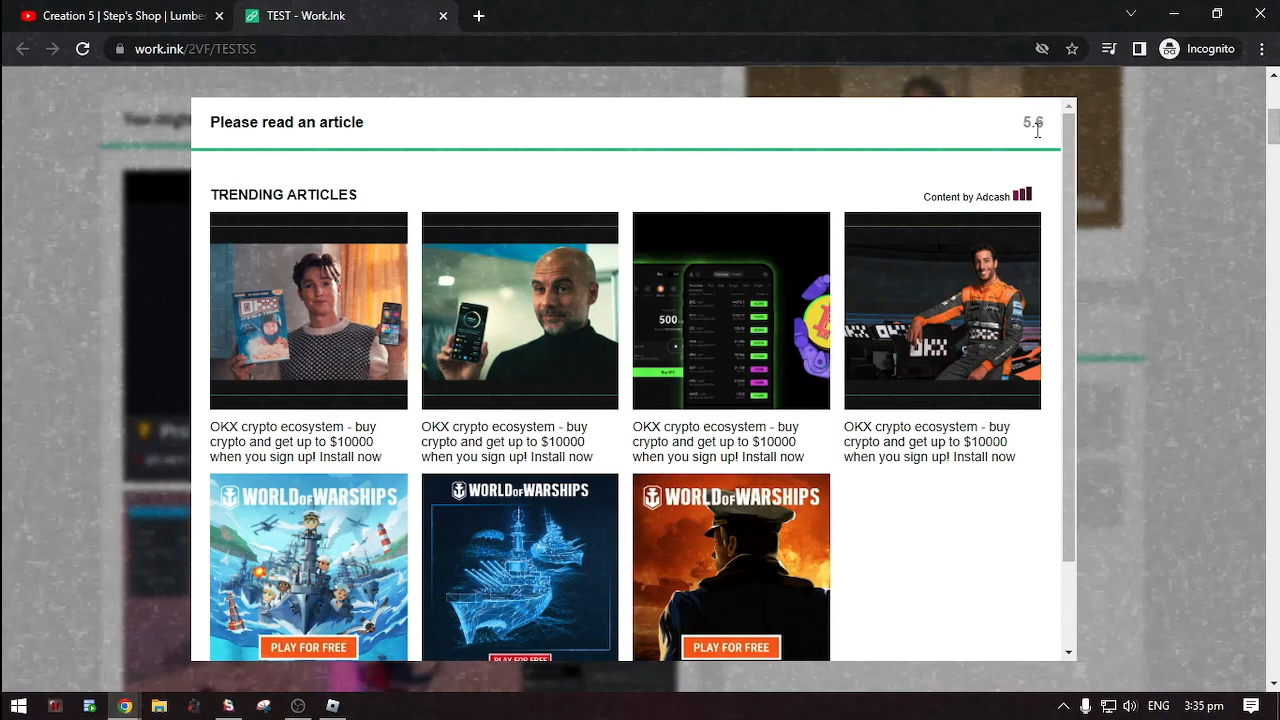 Creation 5 | Step's Shop | Lumbe
TEST - Work.Ink
work.ink/2VF/TESTSS
Incognito
Please read an article
5.6
TRENDING ARTICLES
Content by Adcash
500
OKX
OKX crypto ecosystem - buy
crypto and get up to $10000
when you sign up! Install now
OKX crypto ecosystem - buy
crypto and get up to $10000
when you sign up! Install now
OKX crypto ecosystem - buy
crypto and get up to $10000
when you sign up! Install now
OKX crypto ecosystem - buy
crypto and get up to $10000
when you sign up! Install now
WORLD OF WARSHIPS
PLAY FOR FREE
WORLD OF WARSHIPS
PLAY FOR FREE
WORLD OF WARSHIPS
PLAY FOR FREE
ENG
3:35 pm